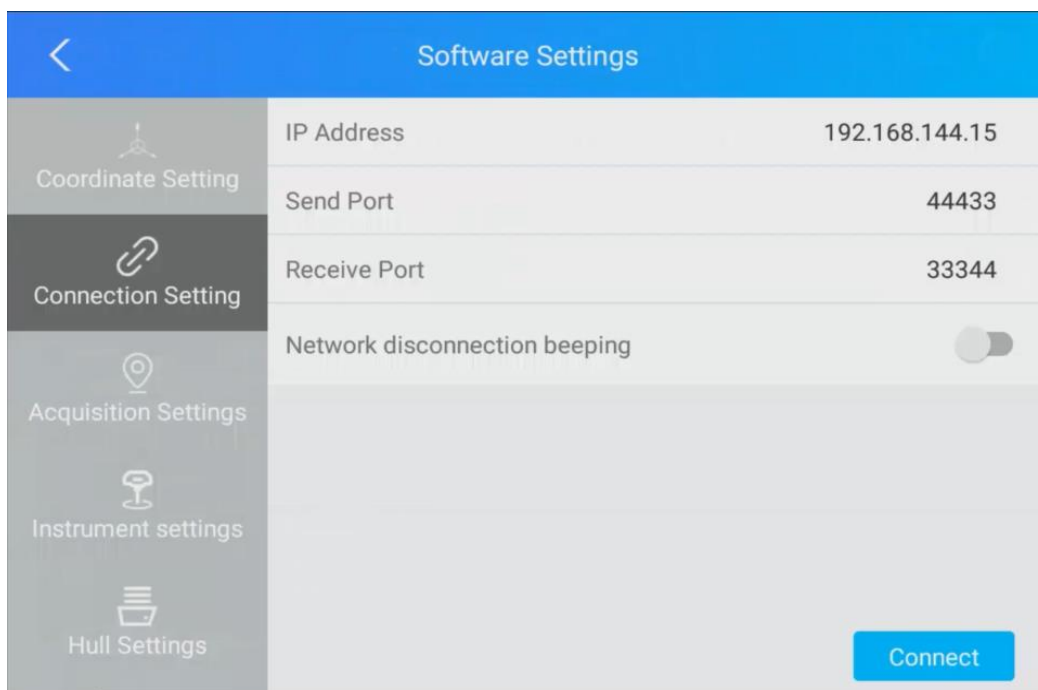 Software Settings
Coordinate Setting
Connection Setting
Acquisition Settings
Instrument settings
Hull Settings
IP Address 192.168.144.15
Send Port 44433
Receive Port 33344
Network disconnection beeping
Connect